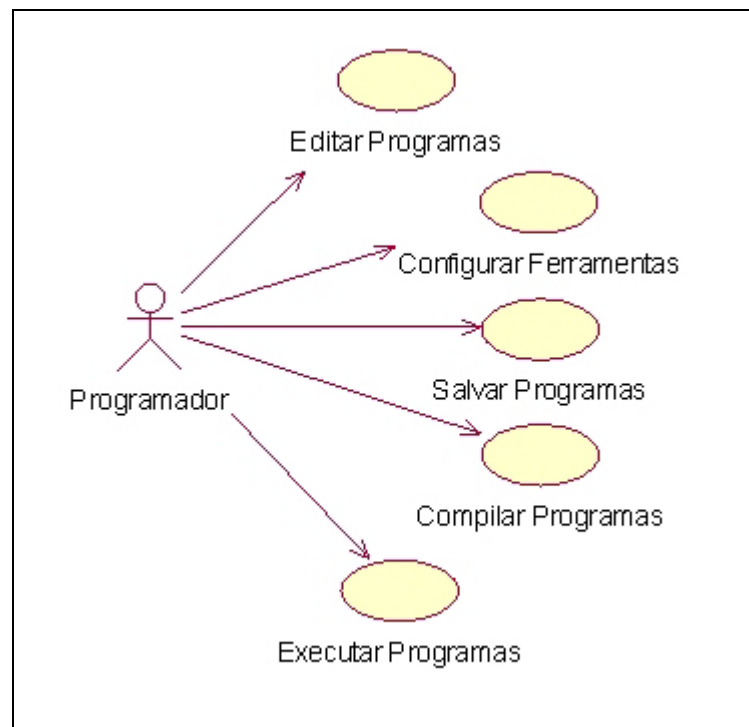 Editar Programas
Configurar Ferramentas
Salvar Programas
Programador
Compilar Programas
Executar Programas